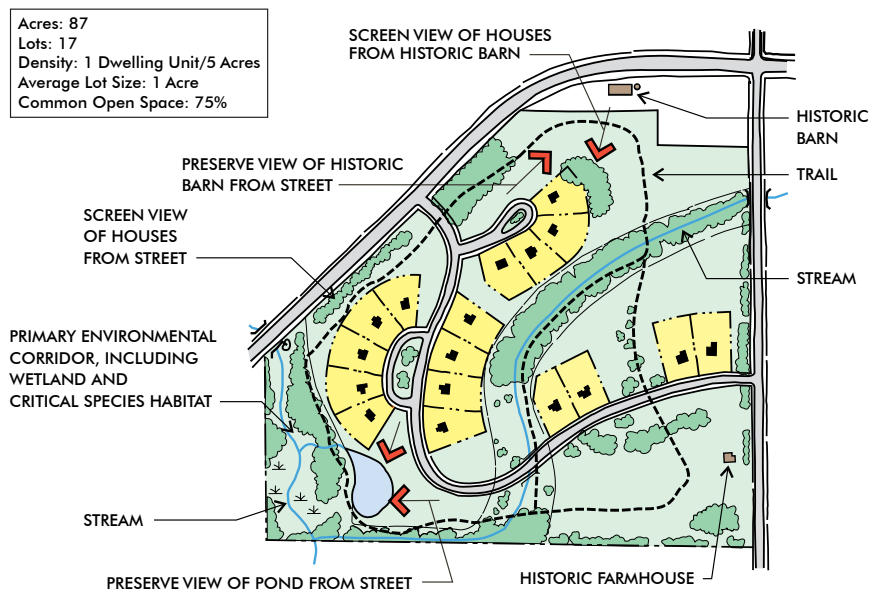 Acres: 87
Lots: 17
Density: 1 Dwelling Unit/5 Acres
Average Lot Size: 1 Acre
Common Open Space: 75%
SCREEN VIEW OF HOUSES
FROM HISTORIC BARN
HISTORIC
BARN
PRESERVE VIEW OF HISTORIC
BARN FROM STREET
TRAIL
SCREEN VIEW
OF HOUSES
FROM STREET
STREAM
PRIMARY ENVIRONMENTAL
CORRIDOR, INCLUDING
WETLAND AND
CRITICAL SPECIES HABITAT
STREAM
PRESERVE VIEW OF POND FROM STREET
HISTORIC FARMHOUSE